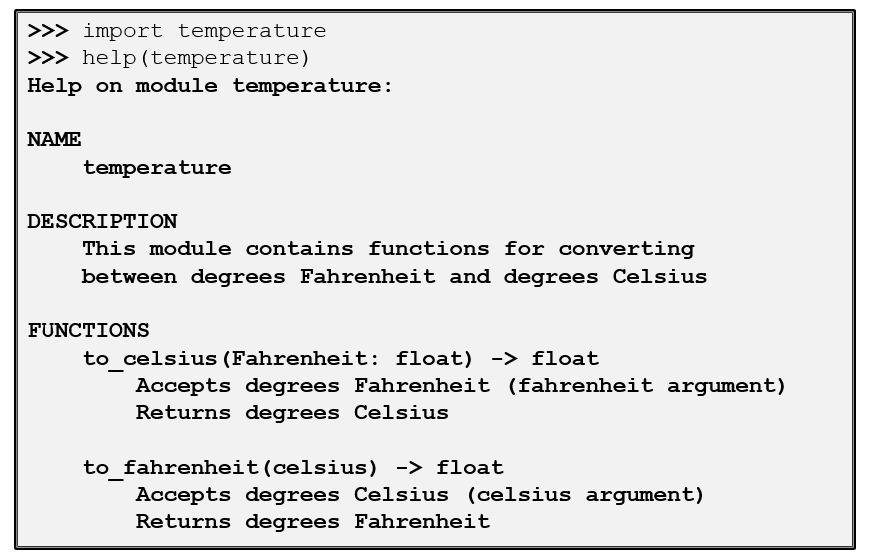 >>> import temperature
>>> help(temperature)
Help on module temperature:
NAME
temperature
DESCRIPTION
This module contains functions for converting
between degrees Fahrenheit and degrees Celsius
FUNCTIONS
to_celsius(Fahrenheit: float) -> float
Accepts degrees Fahrenheit (fahrenheit argument)
Returns degrees Celsius
to_fahrenheit(celsius) -> float
Accepts degrees Celsius (celsius argument)
Returns degrees Fahrenheit